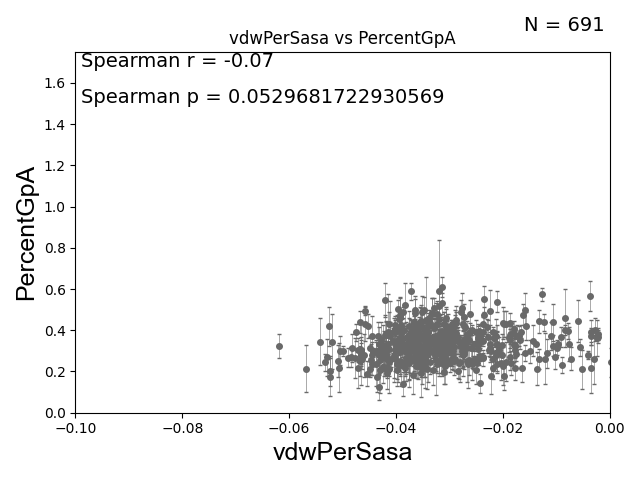 N = 691
vdwPerSasa vs PercentGpA
Spearman r = -0.07
Spearman p = 0.0529681722930569
PercentGpA
1.6
1.4
1.2
1.0
0.8
0.6
0.4
0.2
0.0
−0.10
−0.08
−0.06
−0.04
−0.02
0.00
vdwPerSasa